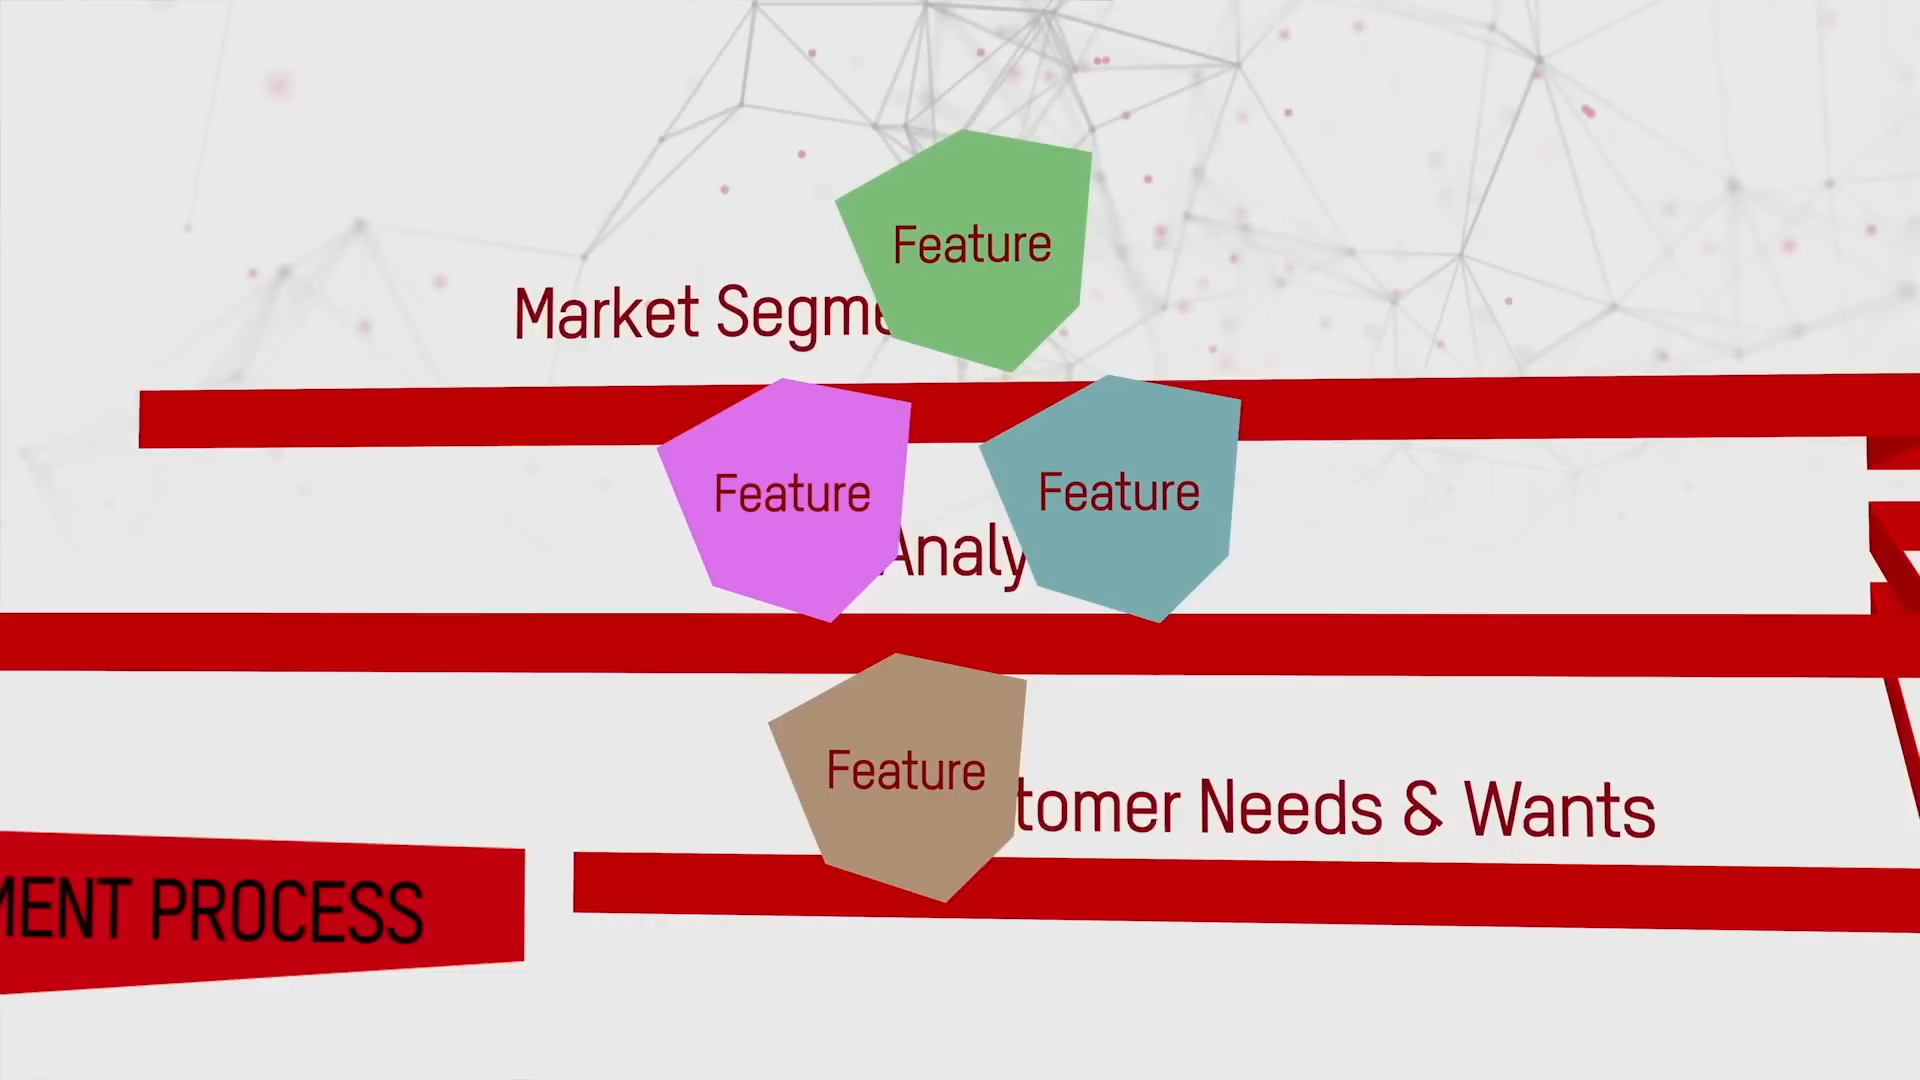 Feature
Market Segme
Feature
Feature
Analy
Feature
tomer Needs & Wants
MENT PROCESS